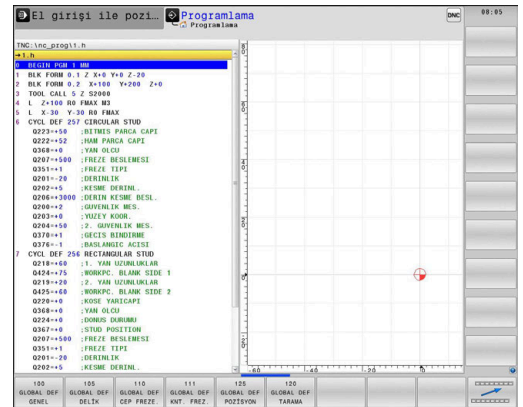 El girişi ile pozi...
Programlama
Programlama
DNC
08:05
TNC:\nc_prog\1.h
→1.h
0 BEGIN PGM 1 MM
1 BLK FORM 0.1 Z X+0 Y+0 Z-20
2 BLK FORM 0.2 X+100 Y+200 Z+0
3 TOOL CALL 5 Z S2000
4 L Z+100 R0 FMAX M3
5 L X-30 Y-30 R0 FMAX
6 CYCL DEF 257 CIRCULAR STUD
Q223=+50 ;BITMIS PARCA CAPI
Q222=+52 ;HAM PARCA CAPI
Q368=+0 ;YAN OLCU
Q207=+500 ;FREZE BESLEMESI
Q351=+1 ;FREZE TIPI
Q201=-20 ;DERINLIK
Q202=+5 ;KESME DERINL.
Q206=+3000 ;DERIN KESME BESL.
Q200=+2 ;GUVENLIK MES.
Q203=+0 ;YUZEY KOOR.
Q204=+50 ;2. GUVENLIK MES.
Q370=+1 ;GECIS BINDIRME
Q376=-1 ;BASLANGIC ACISI
7 CYCL DEF 256 RECTANGULAR STUD
Q218=+60 ;1. YAN UZUNLUKLAR
Q424=+75 ;WORKPC. BLANK SIDE 1
Q219=+20 ;2. YAN UZUNLUKLAR
Q425=+60 ;WORKPC. BLANK SIDE 2
Q220=+0 ;KOSE YARICAPI
Q368=+0 ;YAN OLCU
Q224=+0 ;DONUS DURUMU
Q367=+0 ;STUD POSITION
Q207=+500 ;FREZE BESLEMESI
Q351=+1 ;FREZE TIPI
Q201=-20 ;DERINLIK
Q202=+5 ;KESME DERINL.
-60 -40 -20 0
100 GLOBAL DEF GENEL
105 GLOBAL DEF DELİK
110 GLOBAL DEF CEP FREZE.
111 GLOBAL DEF KNT. FREZ.
125 GLOBAL DEF POZİSYON
120 GLOBAL DEF TARAMA